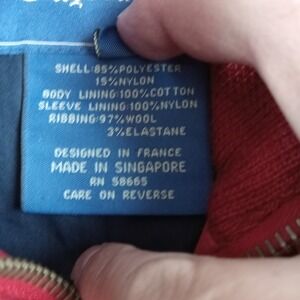 SHELL:85%POLYESTER
15%NYLON
BODY LINING:100%COTTON
SLEEVE LINING:100%NYLON
RIBBING:97%WOOL
3%ELASTANE
DESIGNED IN FRANCE
MADE IN SINGAPORE
RN 58665
CARE ON REVERSE